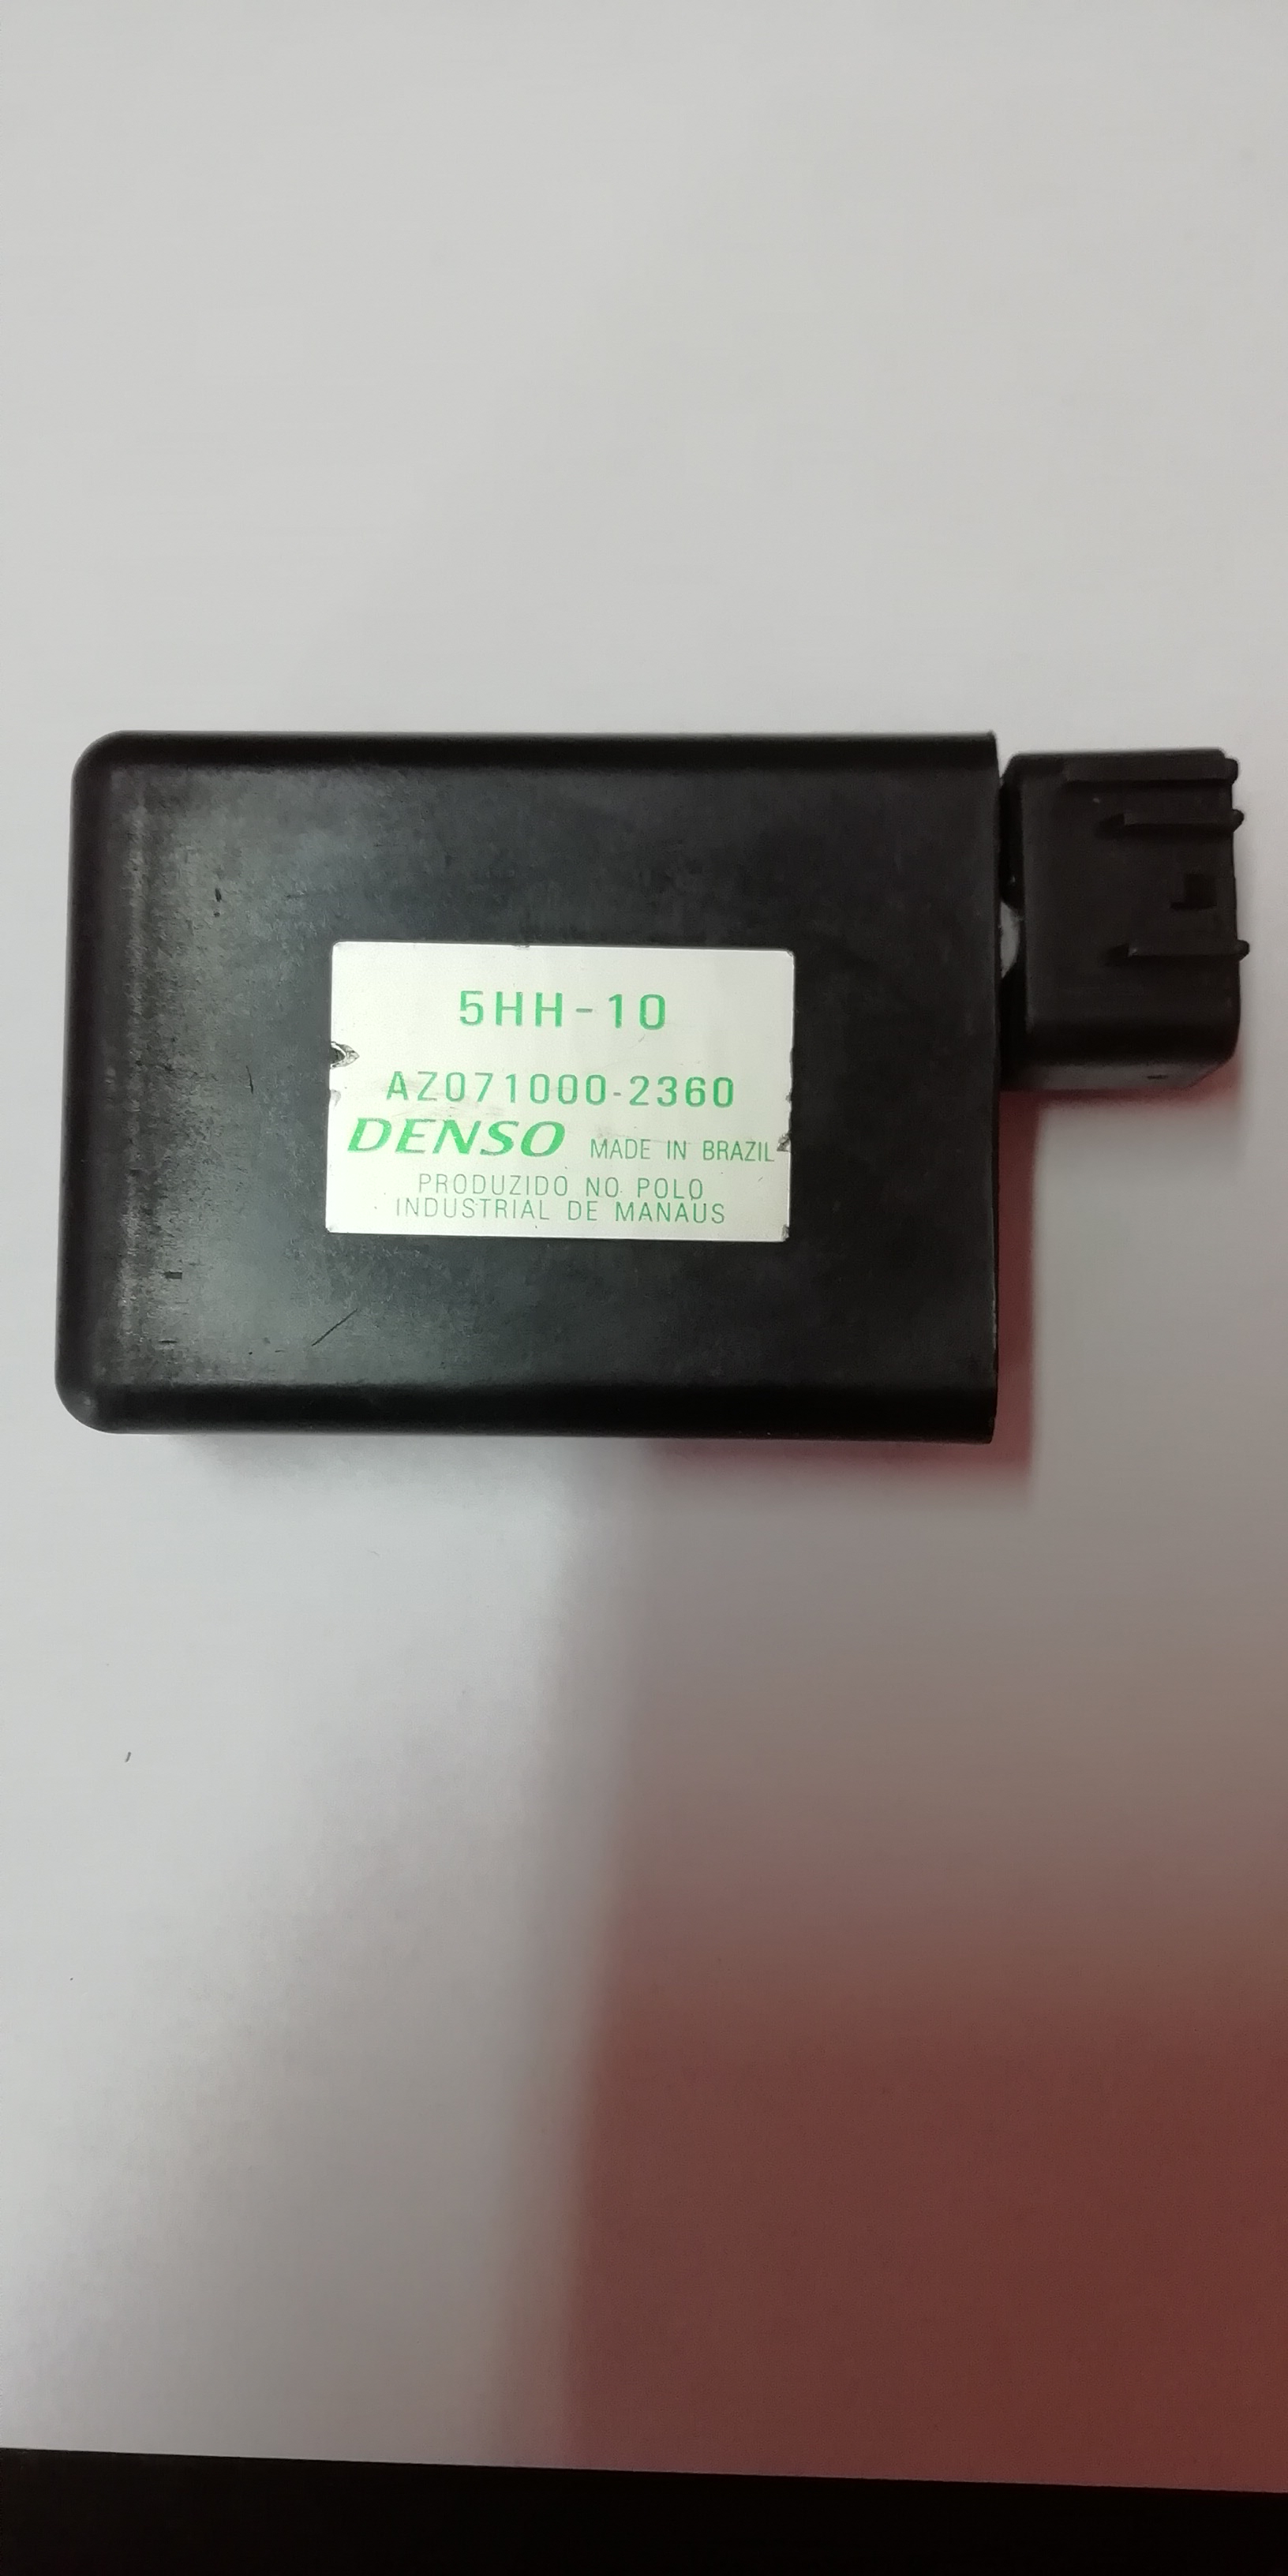 5HH-10
AZ071000-2360
DENSO MADE IN BRAZIL
PRODUZIDO NO POLO
INDUSTRIAL DE MANAUS